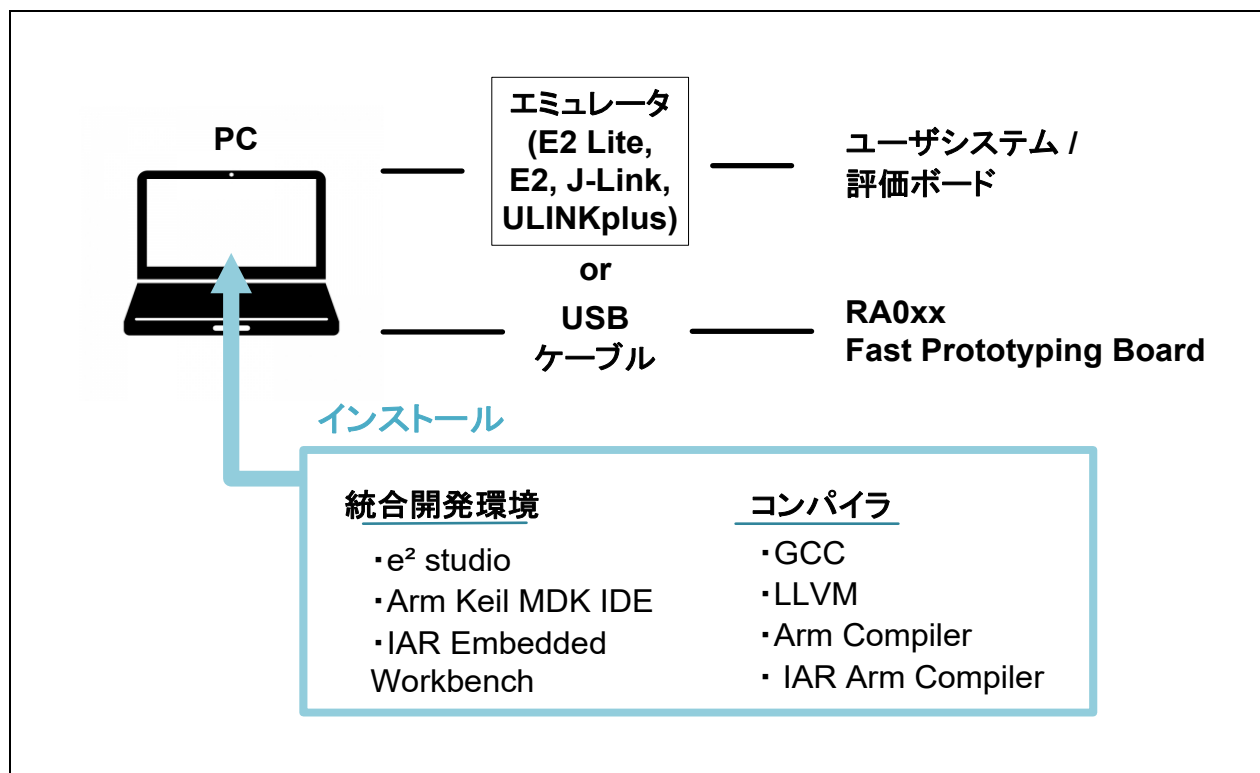 PC
エミュレータ
(E2 Lite,
E2, J-Link,
ULINKplus)
ユーザシステム /
評価ボード
or
USB
ケーブル
RA0xx
Fast Prototyping Board
インストール
統合開発環境
・e² studio
・Arm Keil MDK IDE
・IAR Embedded
Workbench
コンパイラ
・GCC
・LLVM
・Arm Compiler
・ IAR Arm Compiler